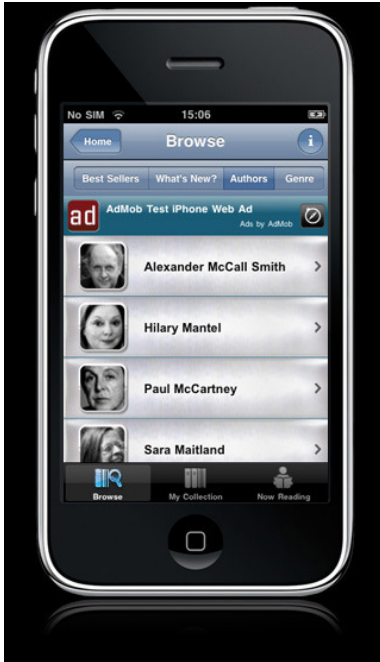 No SIM 15:06
Home Browse i
Best Sellers What's New? Authors Genre
ad AdMob Test iPhone Web Ad
Ads by AdMob
Alexander McCall Smith
Hilary Mantel
Paul McCartney
Sara Maitland
Browse My Collection Now Reading